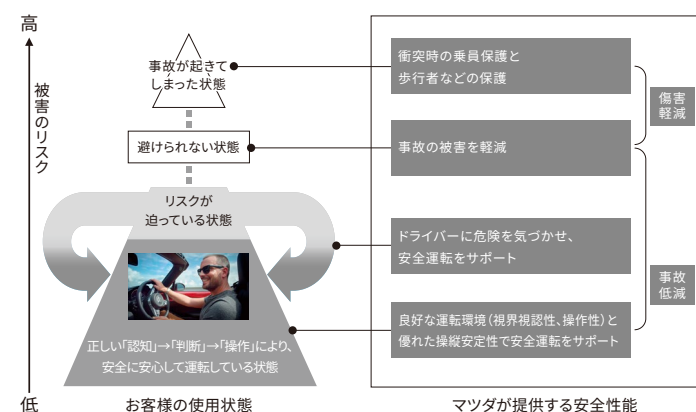 高
被害のリスク
低
事故が起きて
しまった状態
避けられない状態
リスクが
迫っている状態
正しい「認知」→「判断」→「操作」により、
安全に安心して運転している状態
お客様の使用状態
衝突時の乗員保護と
歩行者などの保護
事故の被害を軽減
ドライバーに危険を気づかせ、
安全運転をサポート
良好な運転環境(視界視認性、操作性)と
優れた操縦安定性で安全運転をサポート
傷害
軽減
事故
低減
マツダが提供する安全性能